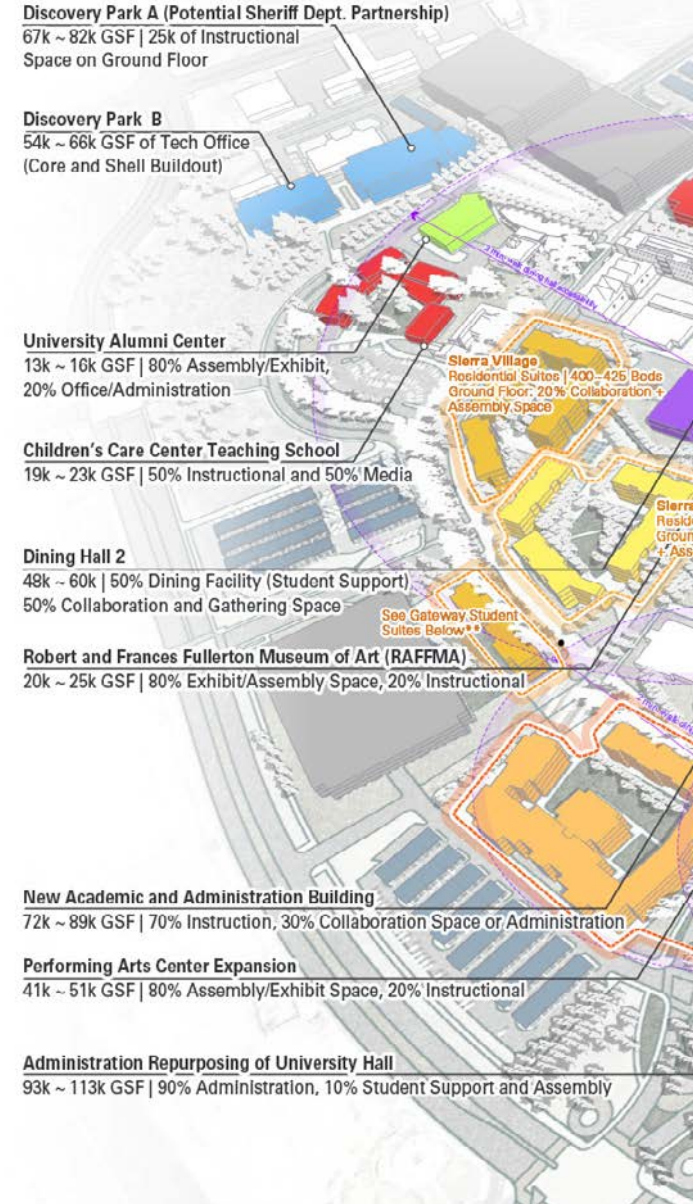 Discovery Park A (Potential Sheriff Dept. Partnership)
67k ~ 82k GSF | 25k of Instructional
Space on Ground Floor
Discovery Park B
54k ~ 66k GSF of Tech Office
(Core and Shell Buildout)
University Alumni Center
13k ~ 16k GSF | 80% Assembly/Exhibit,
20% Office/Administration
Sierra Village
Residential Suites | 400-425 Beds
Ground Floor: 20% Collaboration +
Assembly Space
Children's Care Center Teaching School
19k ~ 23k GSF | 50% Instructional and 50% Media
Sierra
Reside
Groun
+ Ass
Dining Hall 2
48k ~ 60k | 50% Dining Facility (Student Support)
50% Collaboration and Gathering Space
See Gateway Student
Suites Below**
Robert and Frances Fullerton Museum of Art (RAFFMA)
20k ~ 25k GSF | 80% Exhibit/Assembly Space, 20% Instructional
New Academic and Administration Building
72k ~ 89k GSF | 70% Instruction, 30% Collaboration Space or Administration
Performing Arts Center Expansion
41k ~ 51k GSF | 80% Assembly/Exhibit Space, 20% Instructional
Administration Repurposing of University Hall
93k ~ 113k GSF | 90% Administration, 10% Student Support and Assembly